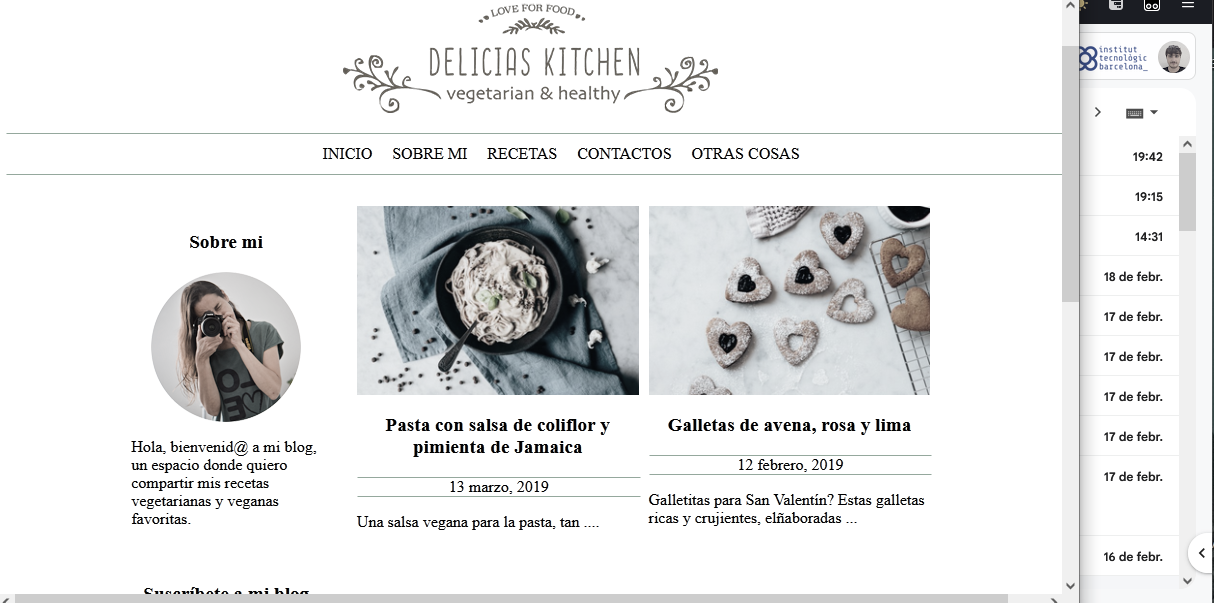 LOVE FOR FOOD
DELICIAS KITCHEN
vegetarian & healthy
INICIO SOBRE MI RECETAS CONTACTOS OTRAS COSAS
Sobre mi
Hola, bienvenid@ a mi blog,
un espacio donde quiero
compartir mis recetas
vegetarianas y veganas
favoritas.
Suscríbete a mi blog
Pasta con salsa de coliflor y
pimienta de Jamaica
13 marzo, 2019
Una salsa vegana para la pasta, tan ....
Galletas de avena, rosa y lima
12 febrero, 2019
Galletitas para San Valentín? Estas galletas
ricas y crujientes, elñaboradas ...
institut
tecnològic
barcelona_
19:42
19:15
14:31
18 de febr.
17 de febr.
17 de febr.
17 de febr.
17 de febr.
17 de febr.
16 de febr.